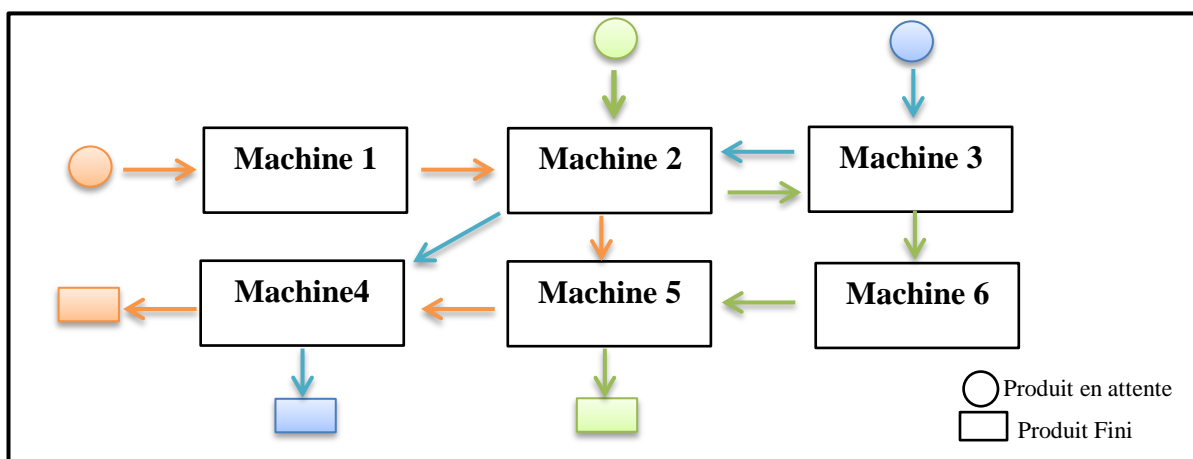 Machine 1
Machine 2
Machine 3
Machine4
Machine 5
Machine 6
Produit en attente
Produit Fini